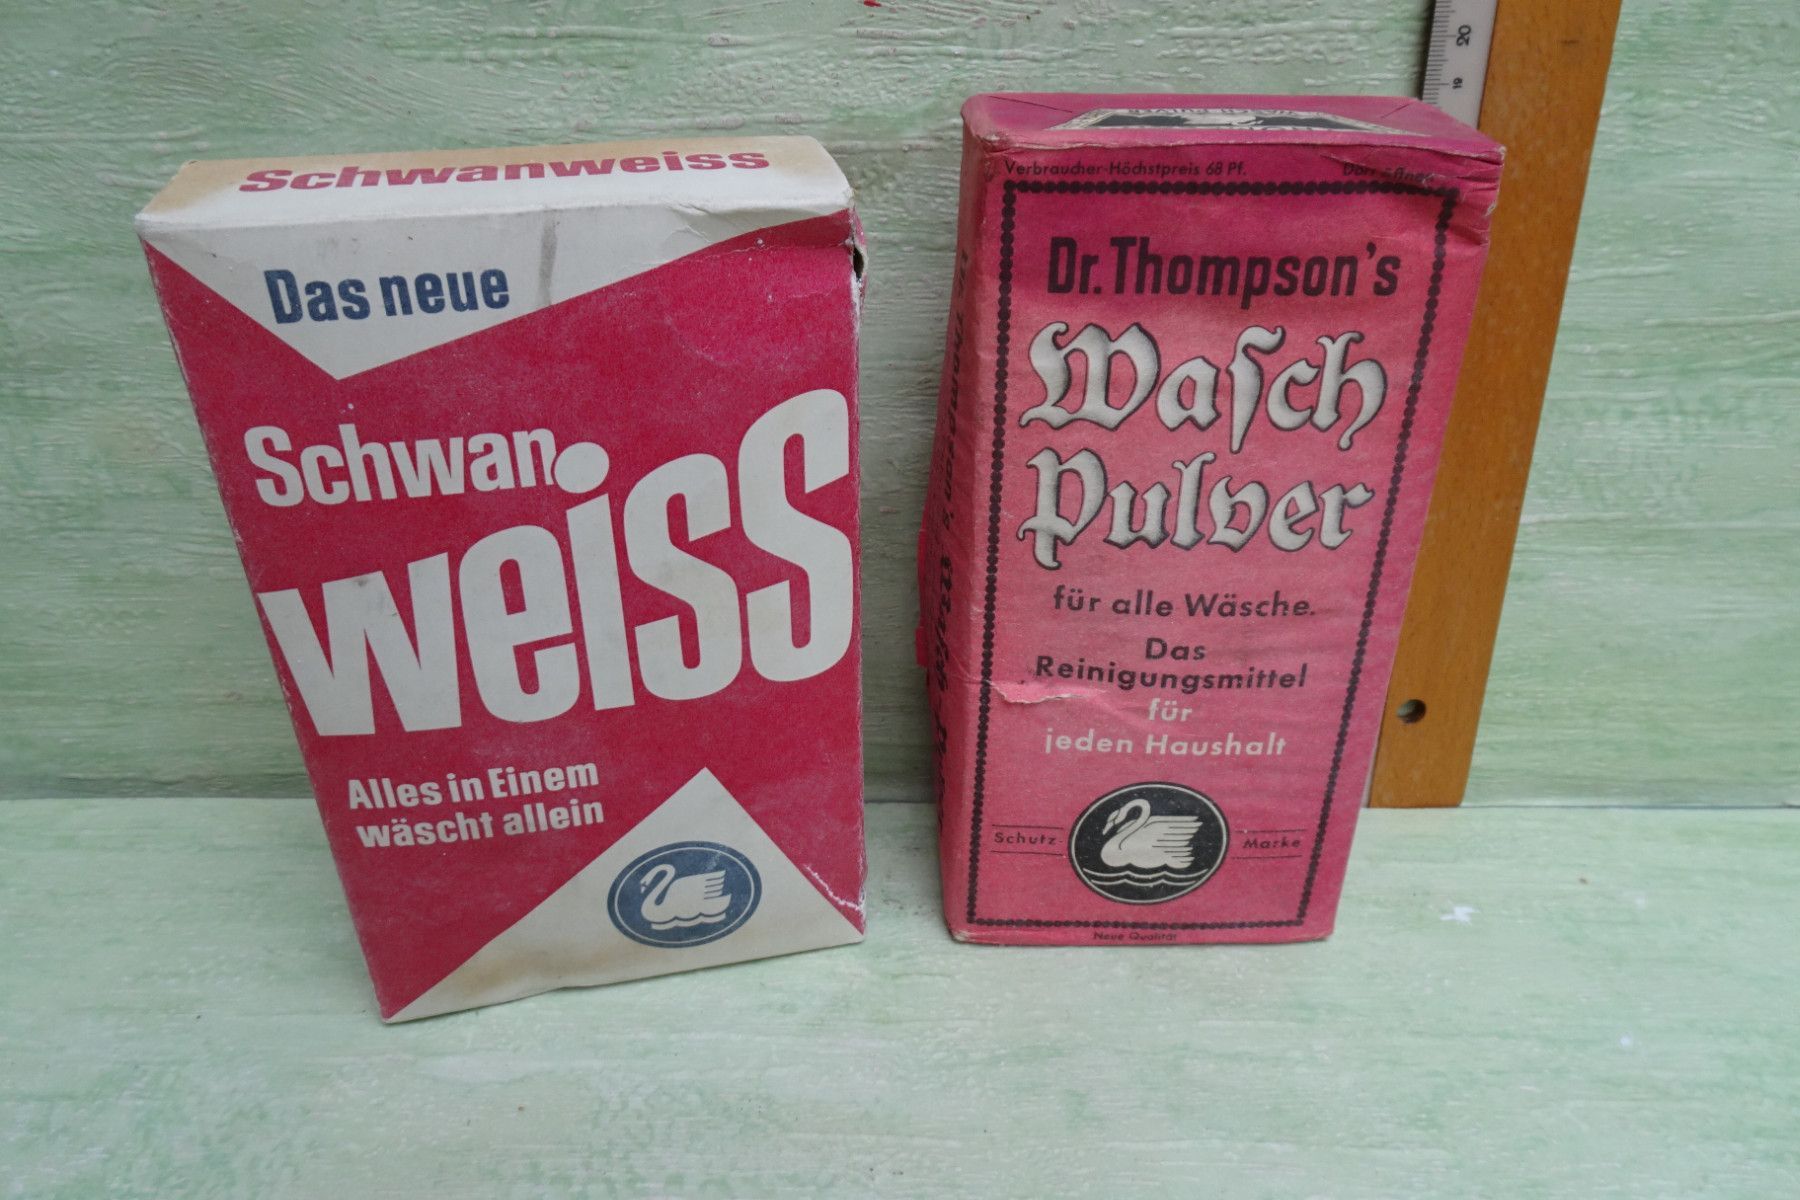 Schwanweiss
Das neue
Schwan
weiss
Alles in Einem
wäscht allein
Verbraucher-Höchstpreis 68 Pf.
Dr. Thompson's
Waſch
Pulver
für alle Wäsche.
Das
Reinigungsmittel
für
jeden Haushalt
Schutz-Marke
Neue Qualität
19
20